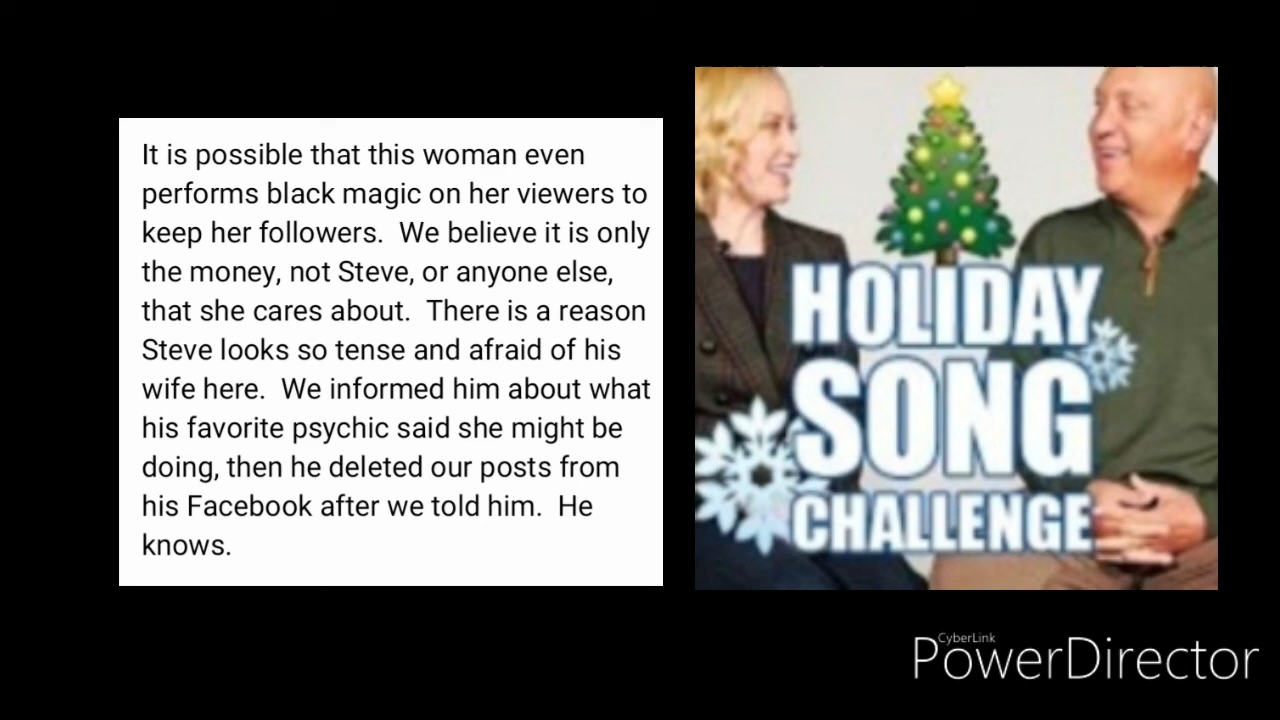 It is possible that this woman even
performs black magic on her viewers to
keep her followers.  We believe it is only
the money, not Steve, or anyone else,
that she cares about.  There is a reason
Steve looks so tense and afraid of his
wife here.  We informed him about what
his favorite psychic said she might be
doing, then he deleted our posts from
his Facebook after we told him.  He
knows.
HOLIDAY
SONG
CHALLENGE
CyberLink
PowerDirector